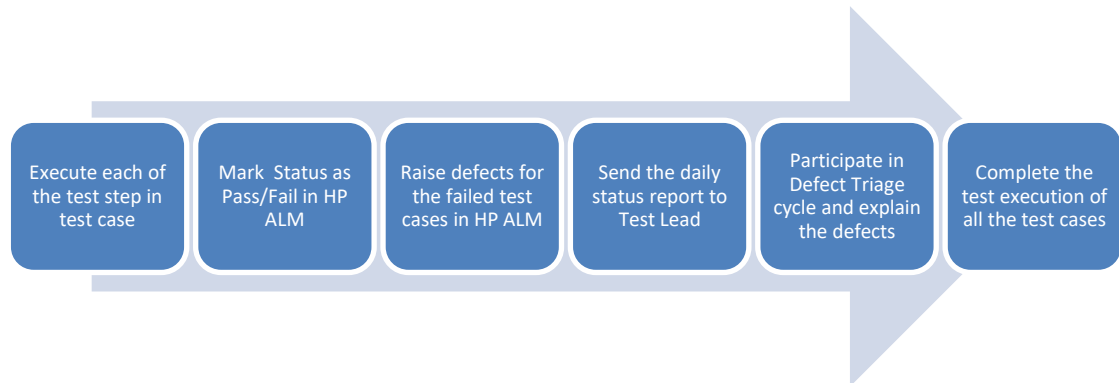 Execute each of
the test step in
test case
Mark  Status as
Pass/Fail in HP
ALM
Raise defects for
the failed test
cases in HP ALM
Send the daily
status report to
Test Lead
Participate in
Defect Triage
cycle and explain
the defects
Complete the
test execution of
all the test cases